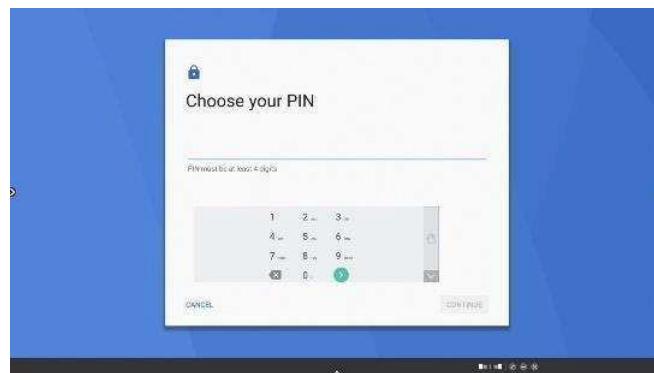 Choose your PIN
PIN must be at least 4 digits
1 2 3
4 5 6
7 8 9
0
CANCEL
CONTINUE